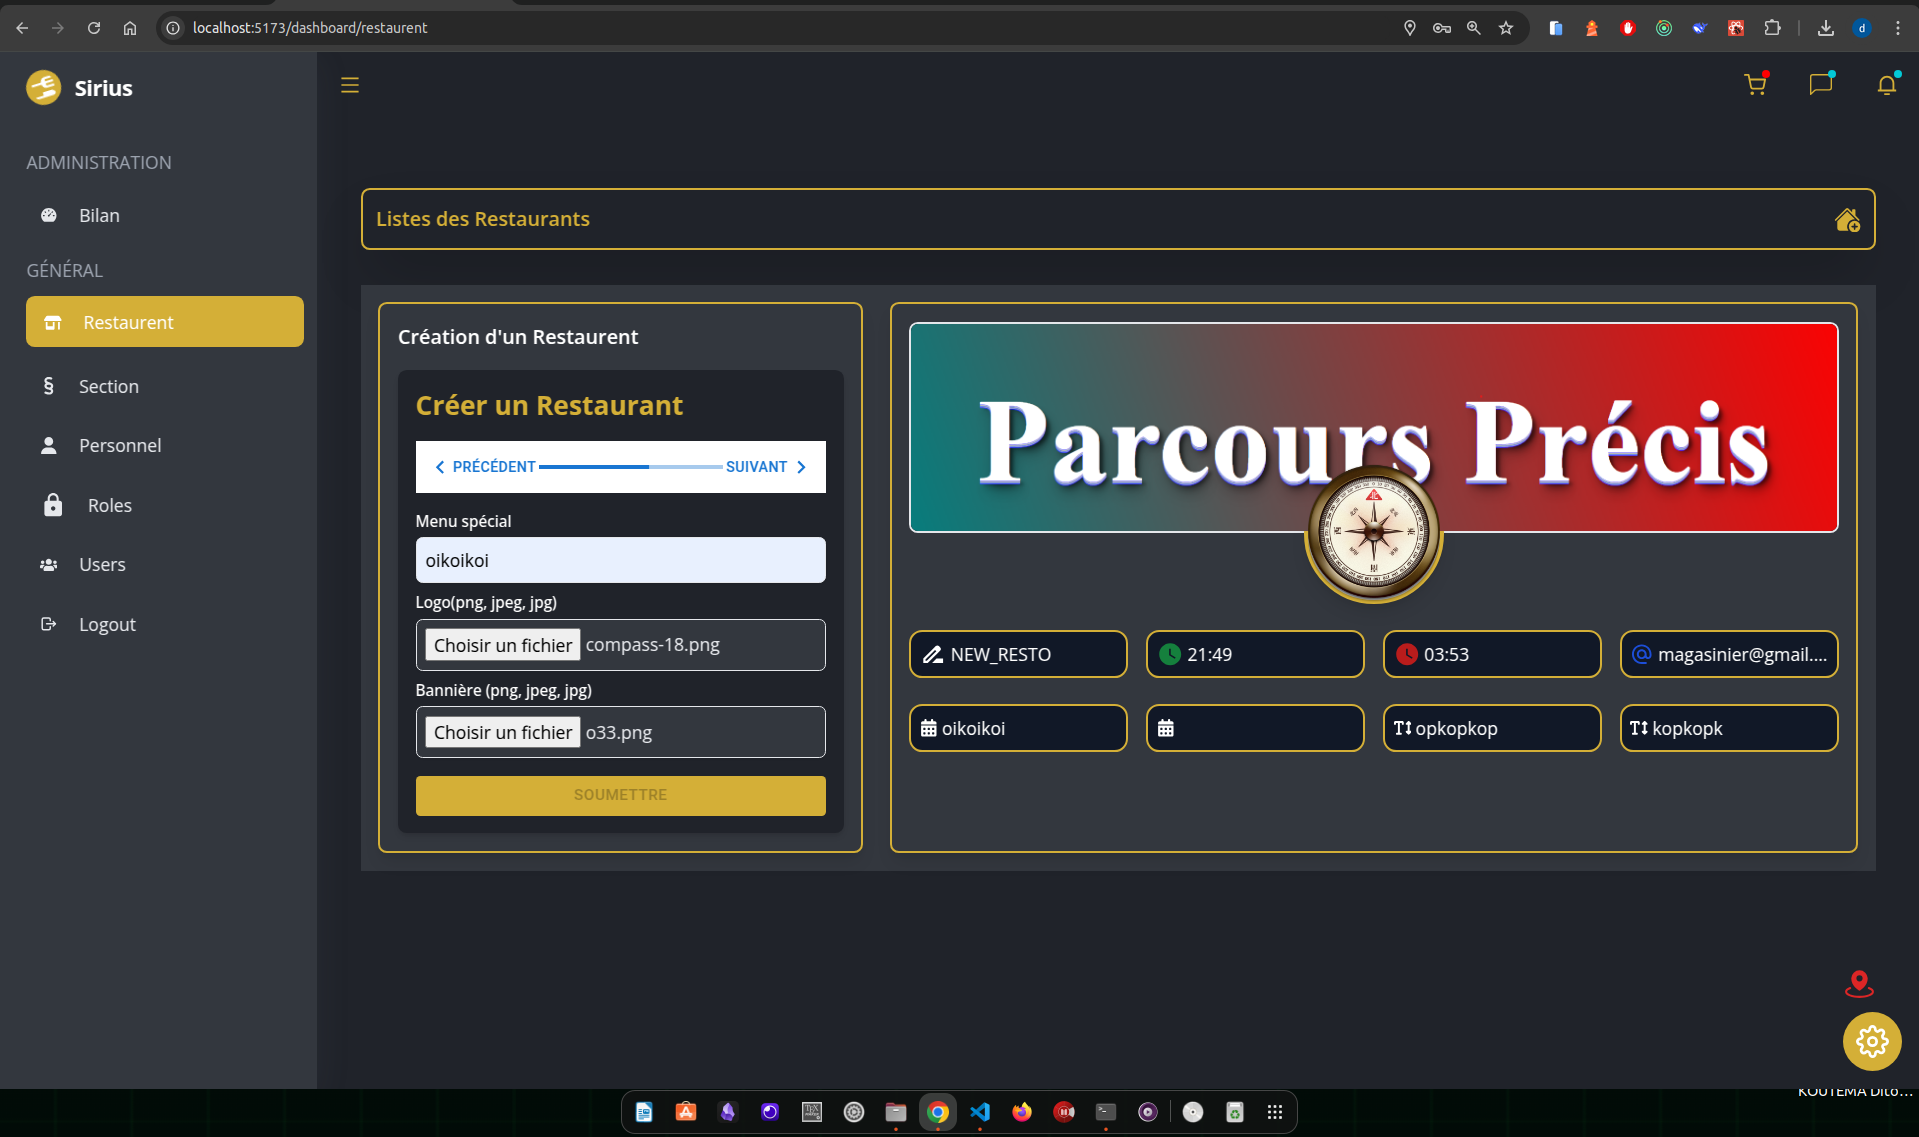 localhost:5173/dashboard/restaurent
d
Sirius
ADMINISTRATION
Bilan
GÉNÉRAL
Restaurent
Section
Personnel
Roles
Users
Logout
Listes des Restaurants
Création d'un Restaurent
Créer un Restaurant
PRÉCÉDENT
SUIVANT
Menu spécial
oikoikoi
Logo(png, jpeg, jpg)
Choisir un fichier compass-18.png
Bannière (png, jpeg, jpg)
Choisir un fichier o33.png
SOUMETTRE
Parcours Précis
NEW_RESTO
21:49
03:53
magasinier@gmail....
oikoikoi
opkopkop
kopkopk
KOUTEMA Dito...